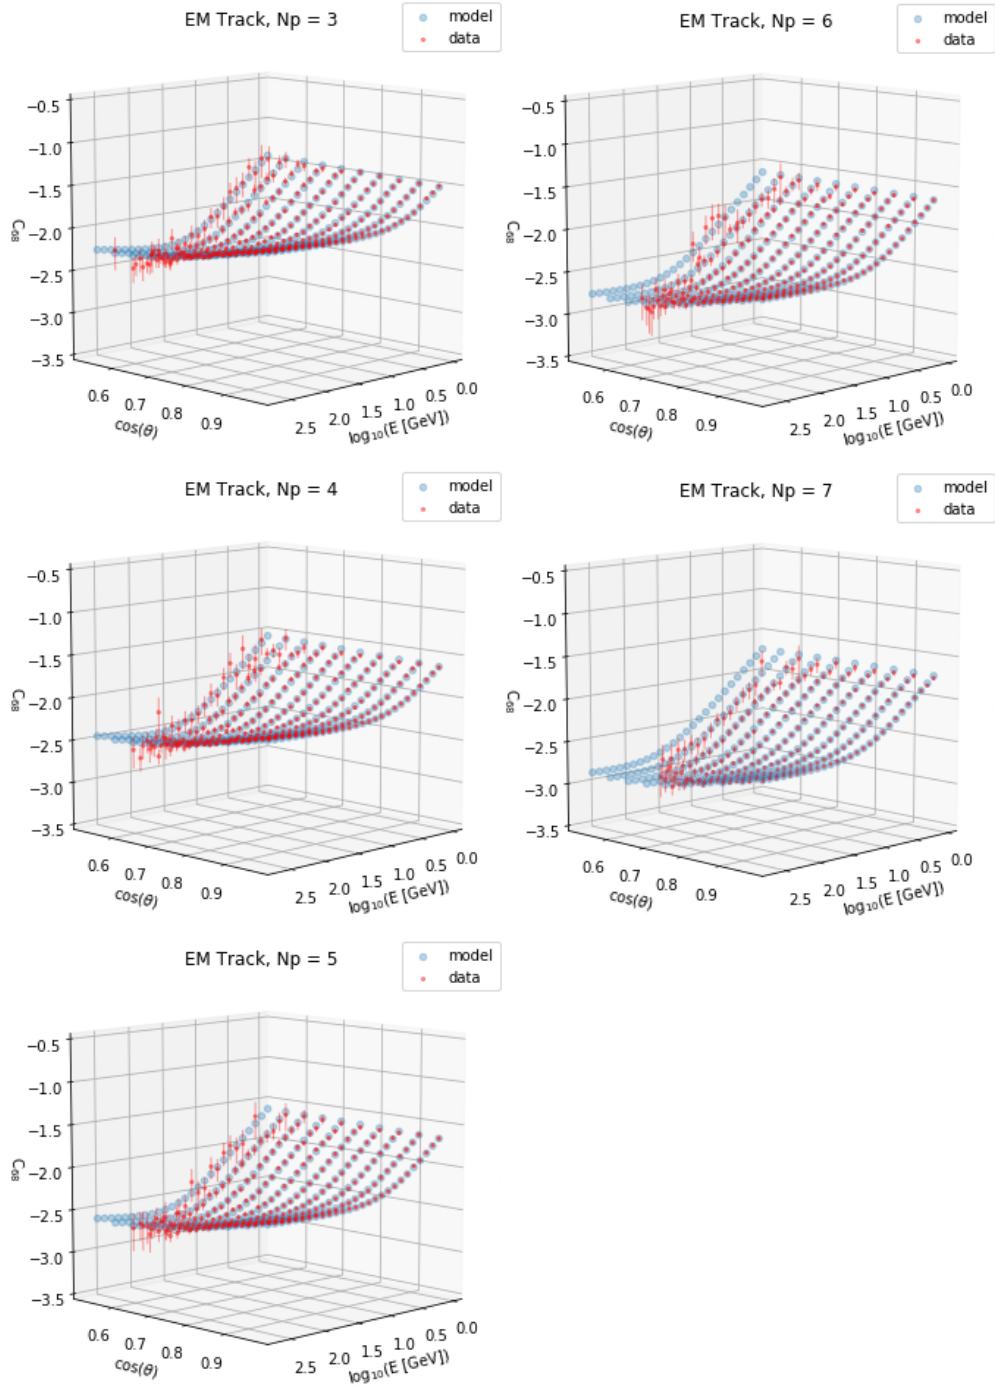 EM Track, Np = 3
model
data
−0.5
−1.0
−1.5
−2.0
−2.5
−3.0
−3.5
C₆₈
0.6
0.7
0.8
0.9
cos(θ)
2.5
2.0
1.5
1.0
0.5
0.0
log₁₀(E [GeV])
EM Track, Np = 6
model
data
−0.5
−1.0
−1.5
−2.0
−2.5
−3.0
−3.5
C₆₈
0.6
0.7
0.8
0.9
cos(θ)
2.5
2.0
1.5
1.0
0.5
0.0
log₁₀(E [GeV])
EM Track, Np = 4
model
data
−0.5
−1.0
−1.5
−2.0
−2.5
−3.0
−3.5
C₆₈
0.6
0.7
0.8
0.9
cos(θ)
2.5
2.0
1.5
1.0
0.5
0.0
log₁₀(E [GeV])
EM Track, Np = 7
model
data
−0.5
−1.0
−1.5
−2.0
−2.5
−3.0
−3.5
C₆₈
0.6
0.7
0.8
0.9
cos(θ)
2.5
2.0
1.5
1.0
0.5
0.0
log₁₀(E [GeV])
EM Track, Np = 5
model
data
−0.5
−1.0
−1.5
−2.0
−2.5
−3.0
−3.5
C₆₈
0.6
0.7
0.8
0.9
cos(θ)
2.5
2.0
1.5
1.0
0.5
0.0
log₁₀(E [GeV])